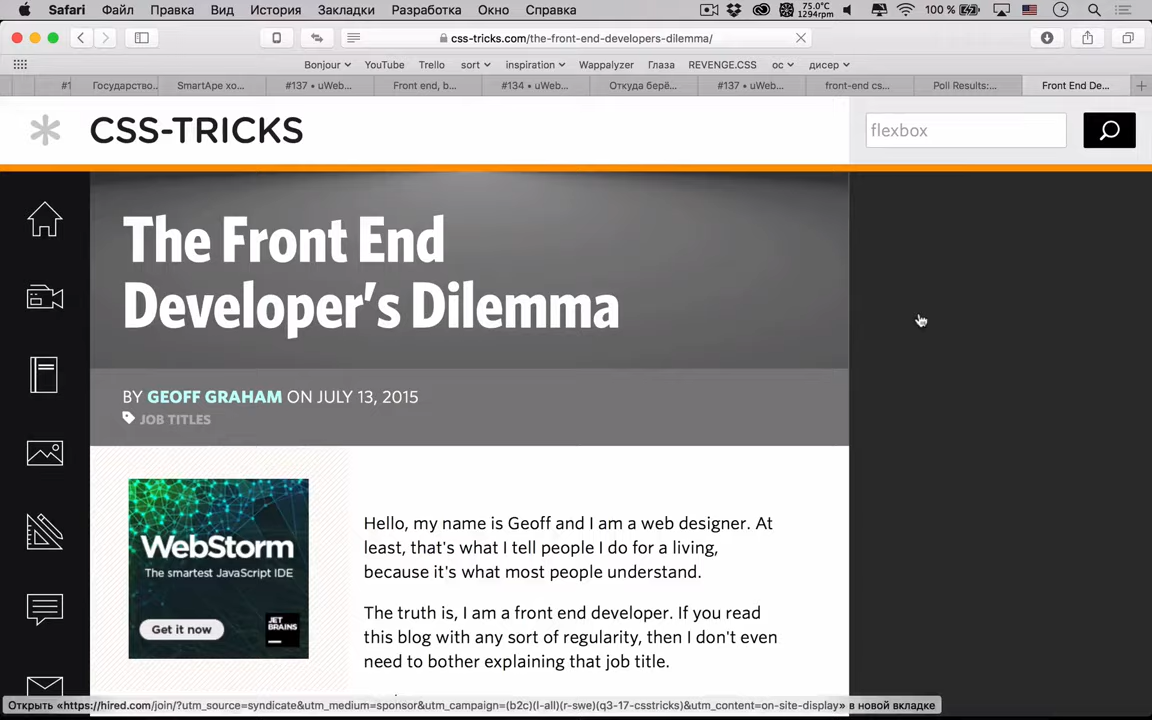 Safari Файл Правка Вид История Закладки Разработка Окно Справка 75.0°C 1294rpm 100 %
css-tricks.com/the-front-end-developers-dilemma/
Bonjour YouTube Trello sort inspiration Wappalyzer Глаза REVENGE.CSS ос дисер
#1 Государство... SmartApe хо... #137 • uWeb... Front end, b... #134 • uWeb... Откуда берё... #137 • uWeb... front-end cs... Poll Results:... Front End De...
CSS-TRICKS
flexbox
The Front End
Developer's Dilemma
BY GEOFF GRAHAM ON JULY 13, 2015
JOB TITLES
WebStorm
The smartest JavaScript IDE
Get it now
JET
BRAINS
Hello, my name is Geoff and I am a web designer. At
least, that's what I tell people I do for a living,
because it's what most people understand.
The truth is, I am a front end developer. If you read
this blog with any sort of regularity, then I don't even
need to bother explaining that job title.
Открыть «https://hired.com/join/?utm_source=syndicate&utm_medium=sponsor&utm_campaign=(b2c)(l-all)(r-swe)(q3-17-csstricks)&utm_content=on-site-display» в новой вкладке